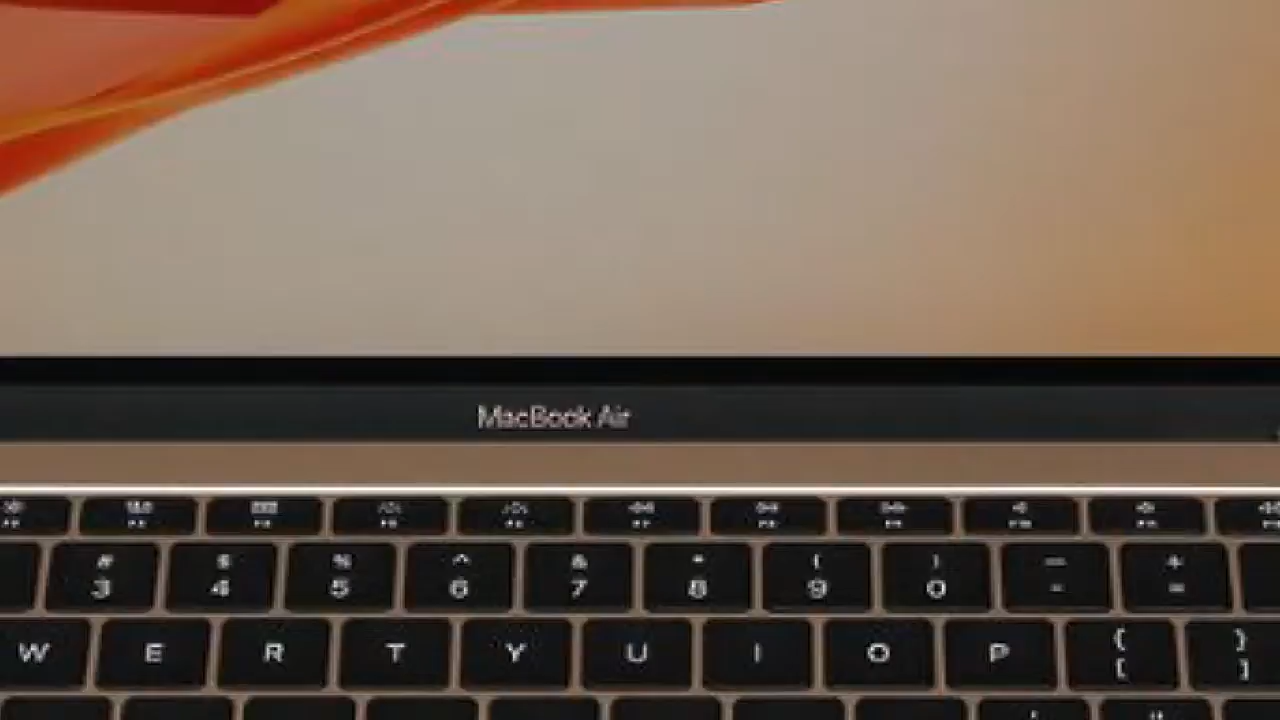 MacBook Air
# $ % ^ & * ( ) — +
3 4 5 6 7 8 9 0 - =
W E R T Y U I O P { }
[ ]
' "